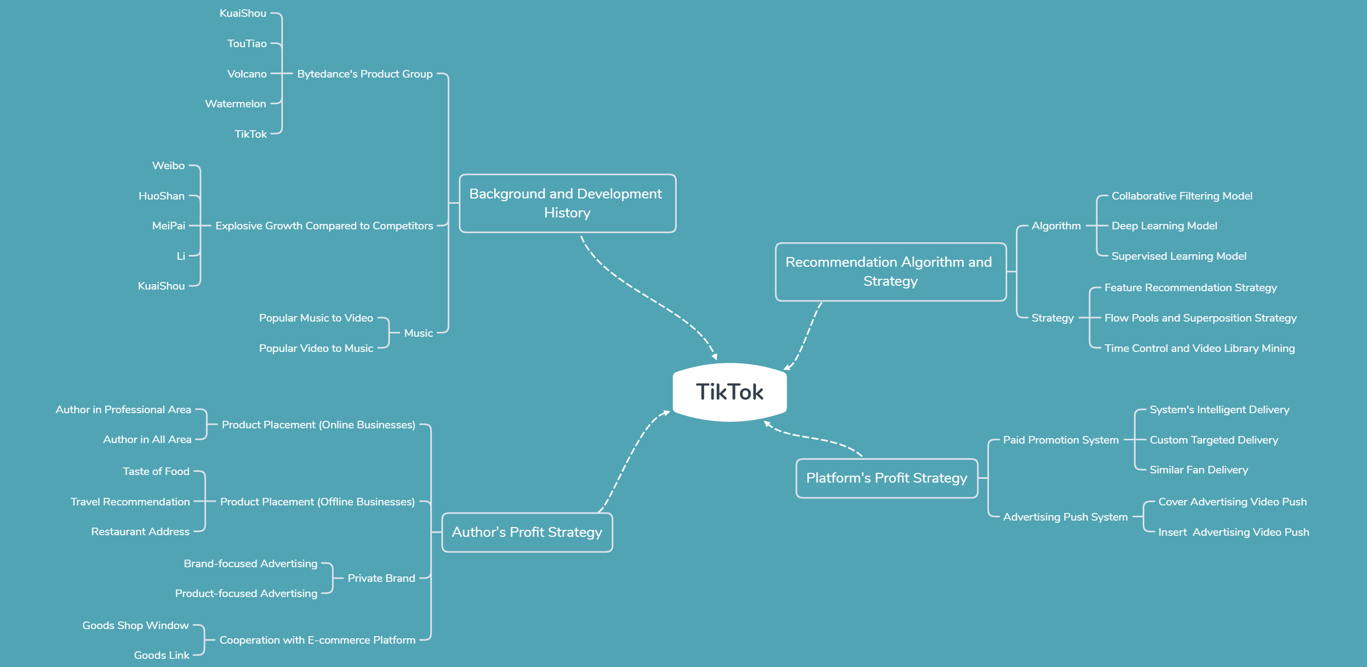 KuaiShou
TouTiao
Volcano
Watermelon
TikTok
Bytedance's Product Group
Weibo
HuoShan
MeiPai
Li
KuaiShou
Explosive Growth Compared to Competitors
Popular Music to Video
Popular Video to Music
Music
Background and Development
History
Recommendation Algorithm and
Strategy
Algorithm
Collaborative Filtering Model
Deep Learning Model
Supervised Learning Model
Strategy
Feature Recommendation Strategy
Flow Pools and Superposition Strategy
Time Control and Video Library Mining
TikTok
Author in Professional Area
Author in All Area
Product Placement (Online Businesses)
Taste of Food
Travel Recommendation
Restaurant Address
Product Placement (Offline Businesses)
Brand-focused Advertising
Product-focused Advertising
Private Brand
Goods Shop Window
Goods Link
Cooperation with E-commerce Platform
Author's Profit Strategy
Platform's Profit Strategy
Paid Promotion System
System's Intelligent Delivery
Custom Targeted Delivery
Similar Fan Delivery
Advertising Push System
Cover Advertising Video Push
Insert  Advertising Video Push